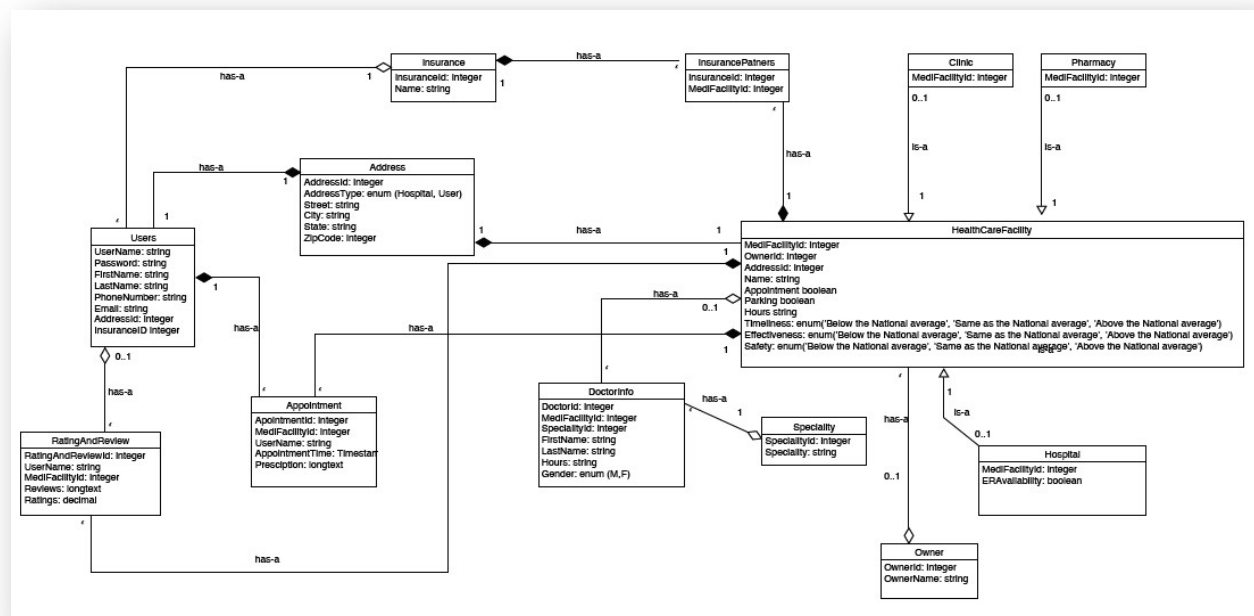 Insurance
InsuranceId: Integer
Name: string
has-a
1
has-a
1
InsurancePatners
InsuranceId: Integer
MediFacilityId: Integer
has-a
1
Clinic
MediFacilityId: Integer
0..1
is-a
1
Pharmacy
MediFacilityId: Integer
0..1
is-a
1
Address
AddressId: Integer
AddressType: enum (Hospital, User)
Street: string
City: string
State: string
ZipCode: Integer
has-a
1
1
has-a
1
1
Users
UserName: string
Password: string
FirstName: string
LastName: string
PhoneNumber: string
Email: string
AddressId: Integer
InsuranceID Integer
1
has-a
0..1
has-a
HealthCareFacility
MediFacilityId: Integer
OwnerId: Integer
AddressId: Integer
Name: string
Appointment boolean
Parking boolean
Hours string
Timeliness: enum('Below the National average', 'Same as the National average', 'Above the National average')
Effectiveness: enum('Below the National average', 'Same as the National average', 'Above the National average')
Safety: enum('Below the National average', 'Same as the National average', 'Above the National average')
is-a
1
has-a
0..1
has-a
1
Appointment
ApointmentId: Integer
MediFacilityId: Integer
UserName: string
AppointmentTime: Timestam
Presciption: longtext
DoctorInfo
DoctorId: Integer
MediFacilityId: Integer
SpecialityId: Integer
FirstName: string
LastName: string
Hours: string
Gender: enum (M,F)
has-a
1
Speciality
SpecialityId: Integer
Speciality: string
has-a
0..1
1
is-a
0..1
Hospital
MediFacilityId: Integer
ERAvailability: boolean
RatingAndReview
RatingAndReviewId: Integer
UserName: string
MediFacilityId: Integer
Reviews: longtext
Ratings: decimal
has-a
Owner
OwnerId: Integer
OwnerName: string